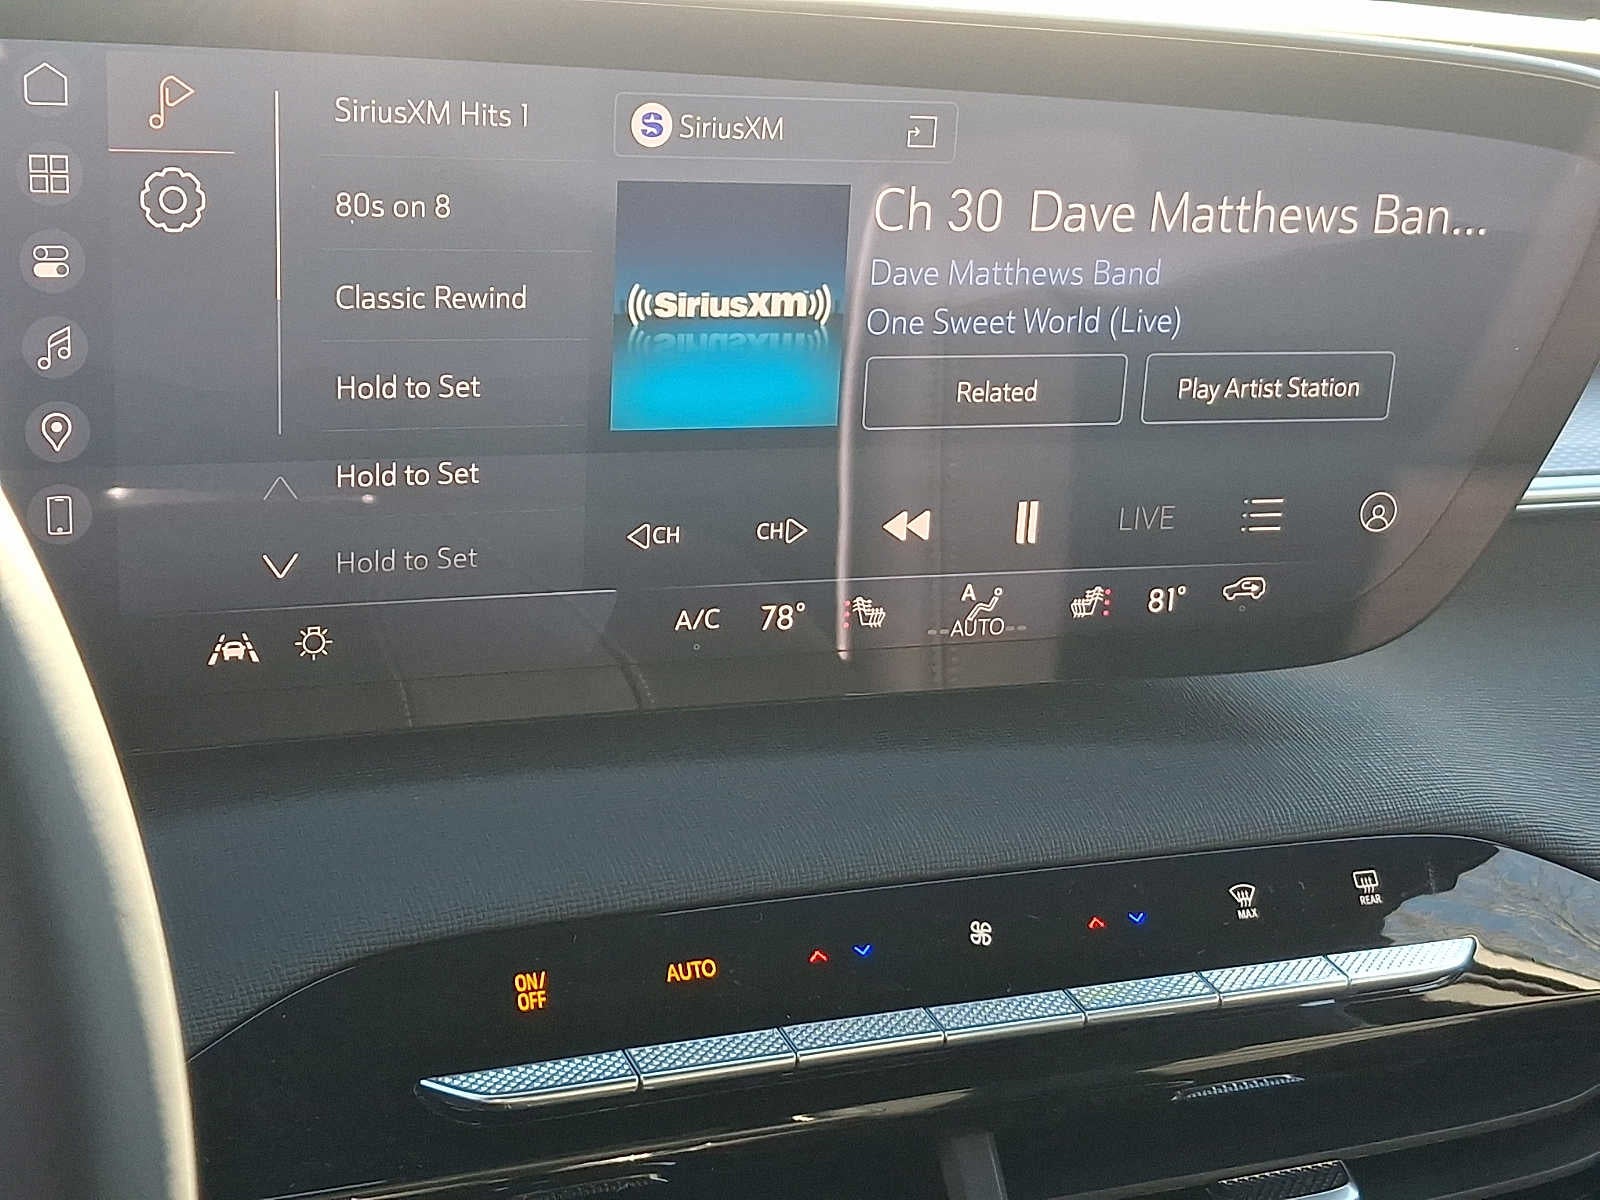 SiriusXM Hits 1
80s on 8
Classic Rewind
Hold to Set
Hold to Set
Hold to Set
SiriusXM
((SiriusXM))
Ch 30 Dave Matthews Ban...
Dave Matthews Band
One Sweet World (Live)
Related
Play Artist Station
CH
CH
LIVE
A/C
78°
A
AUTO
81°
ON/
OFF
AUTO
MAX
REAR